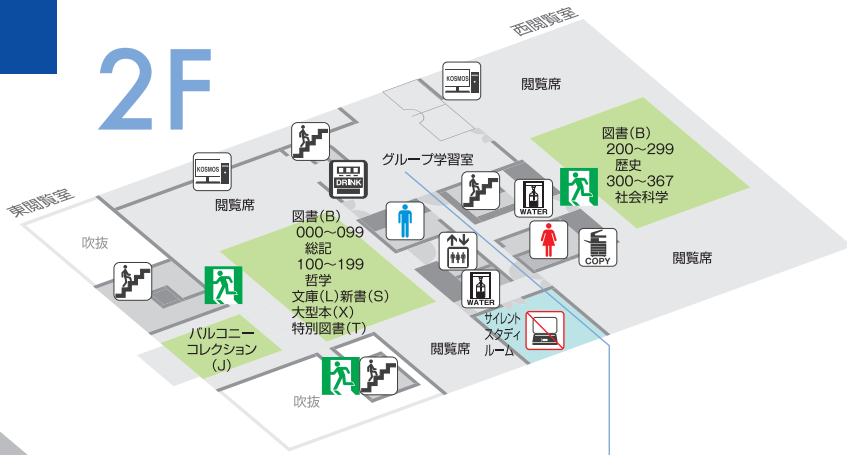 2F
西閲覧室
KOSMOS
閲覧席
図書(B)
200～299
歴史
300～367
社会科学
グループ学習室
DRINK
KOSMOS
東閲覧室
閲覧席
吹抜
図書(B)
000～099
総記
100～199
哲学
文庫(L)新書(S)
大型本(X)
特別図書(T)
WATER
COPY
閲覧席
WATER
サイレント
スタディ
ルーム
閲覧席
バルコニー
コレクション
(J)
吹抜